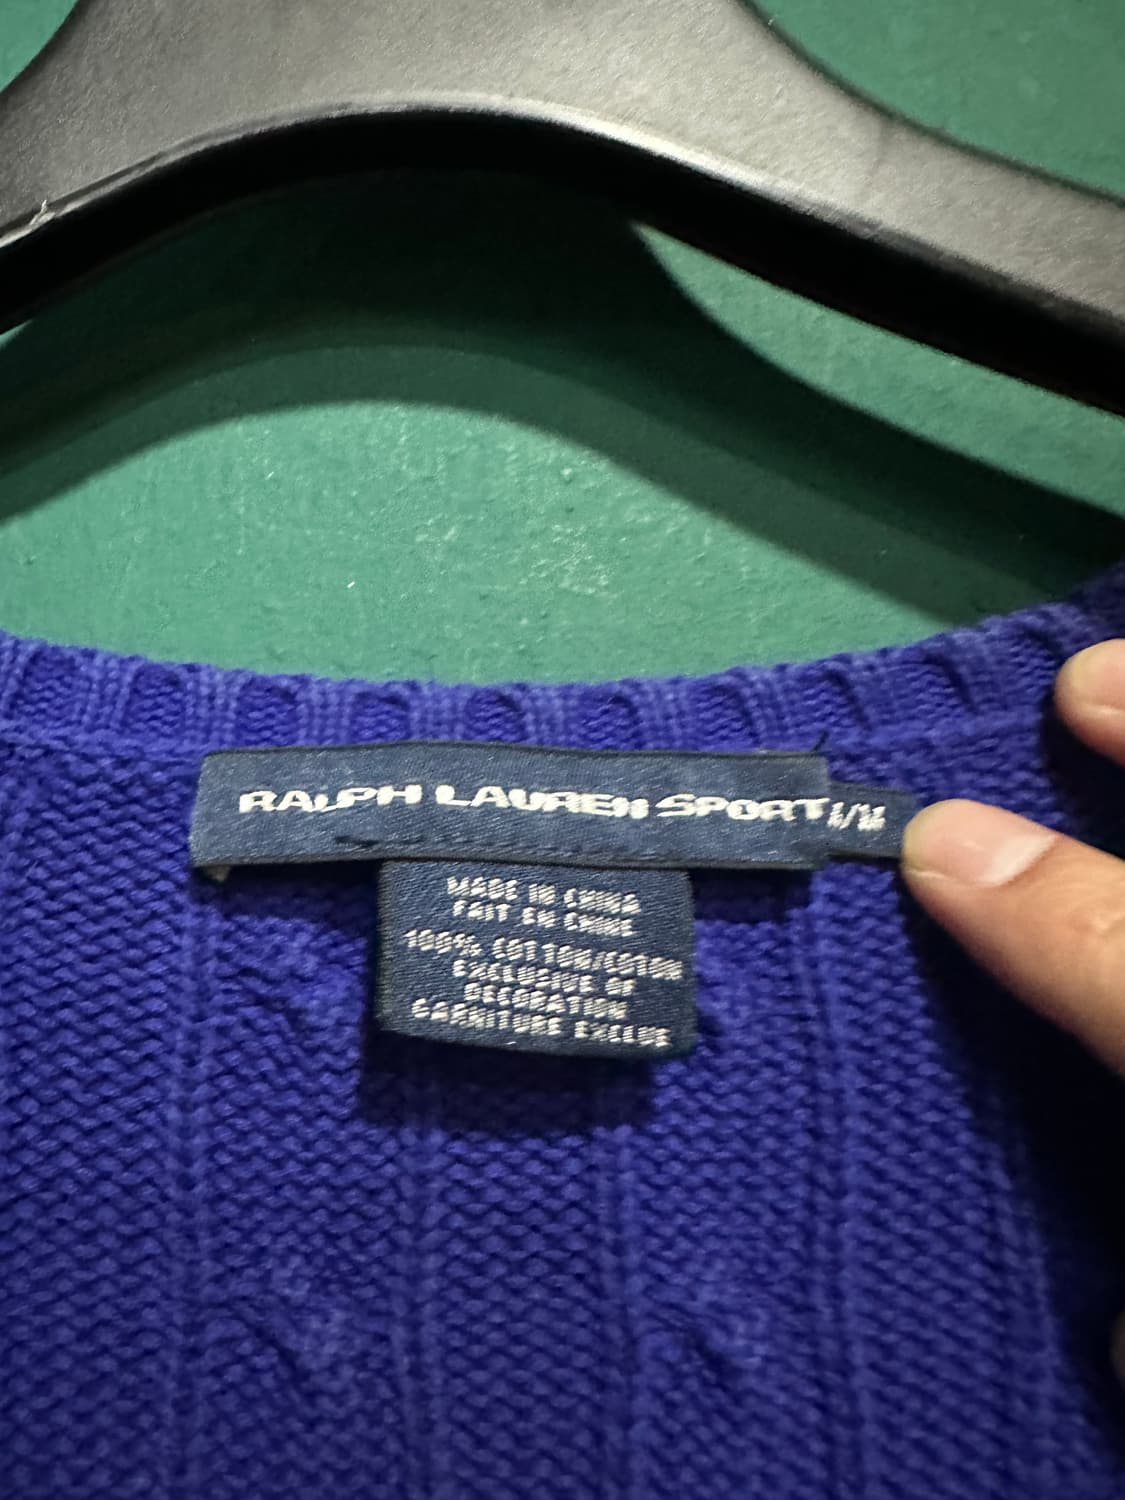 RALPH LAUREN SPORT
MADE IN CHINA
FAIT EN CHINE
100% COTTON/COTON
EXCLUSIVE OF
DECORATION
GARNITURE EXCLUE